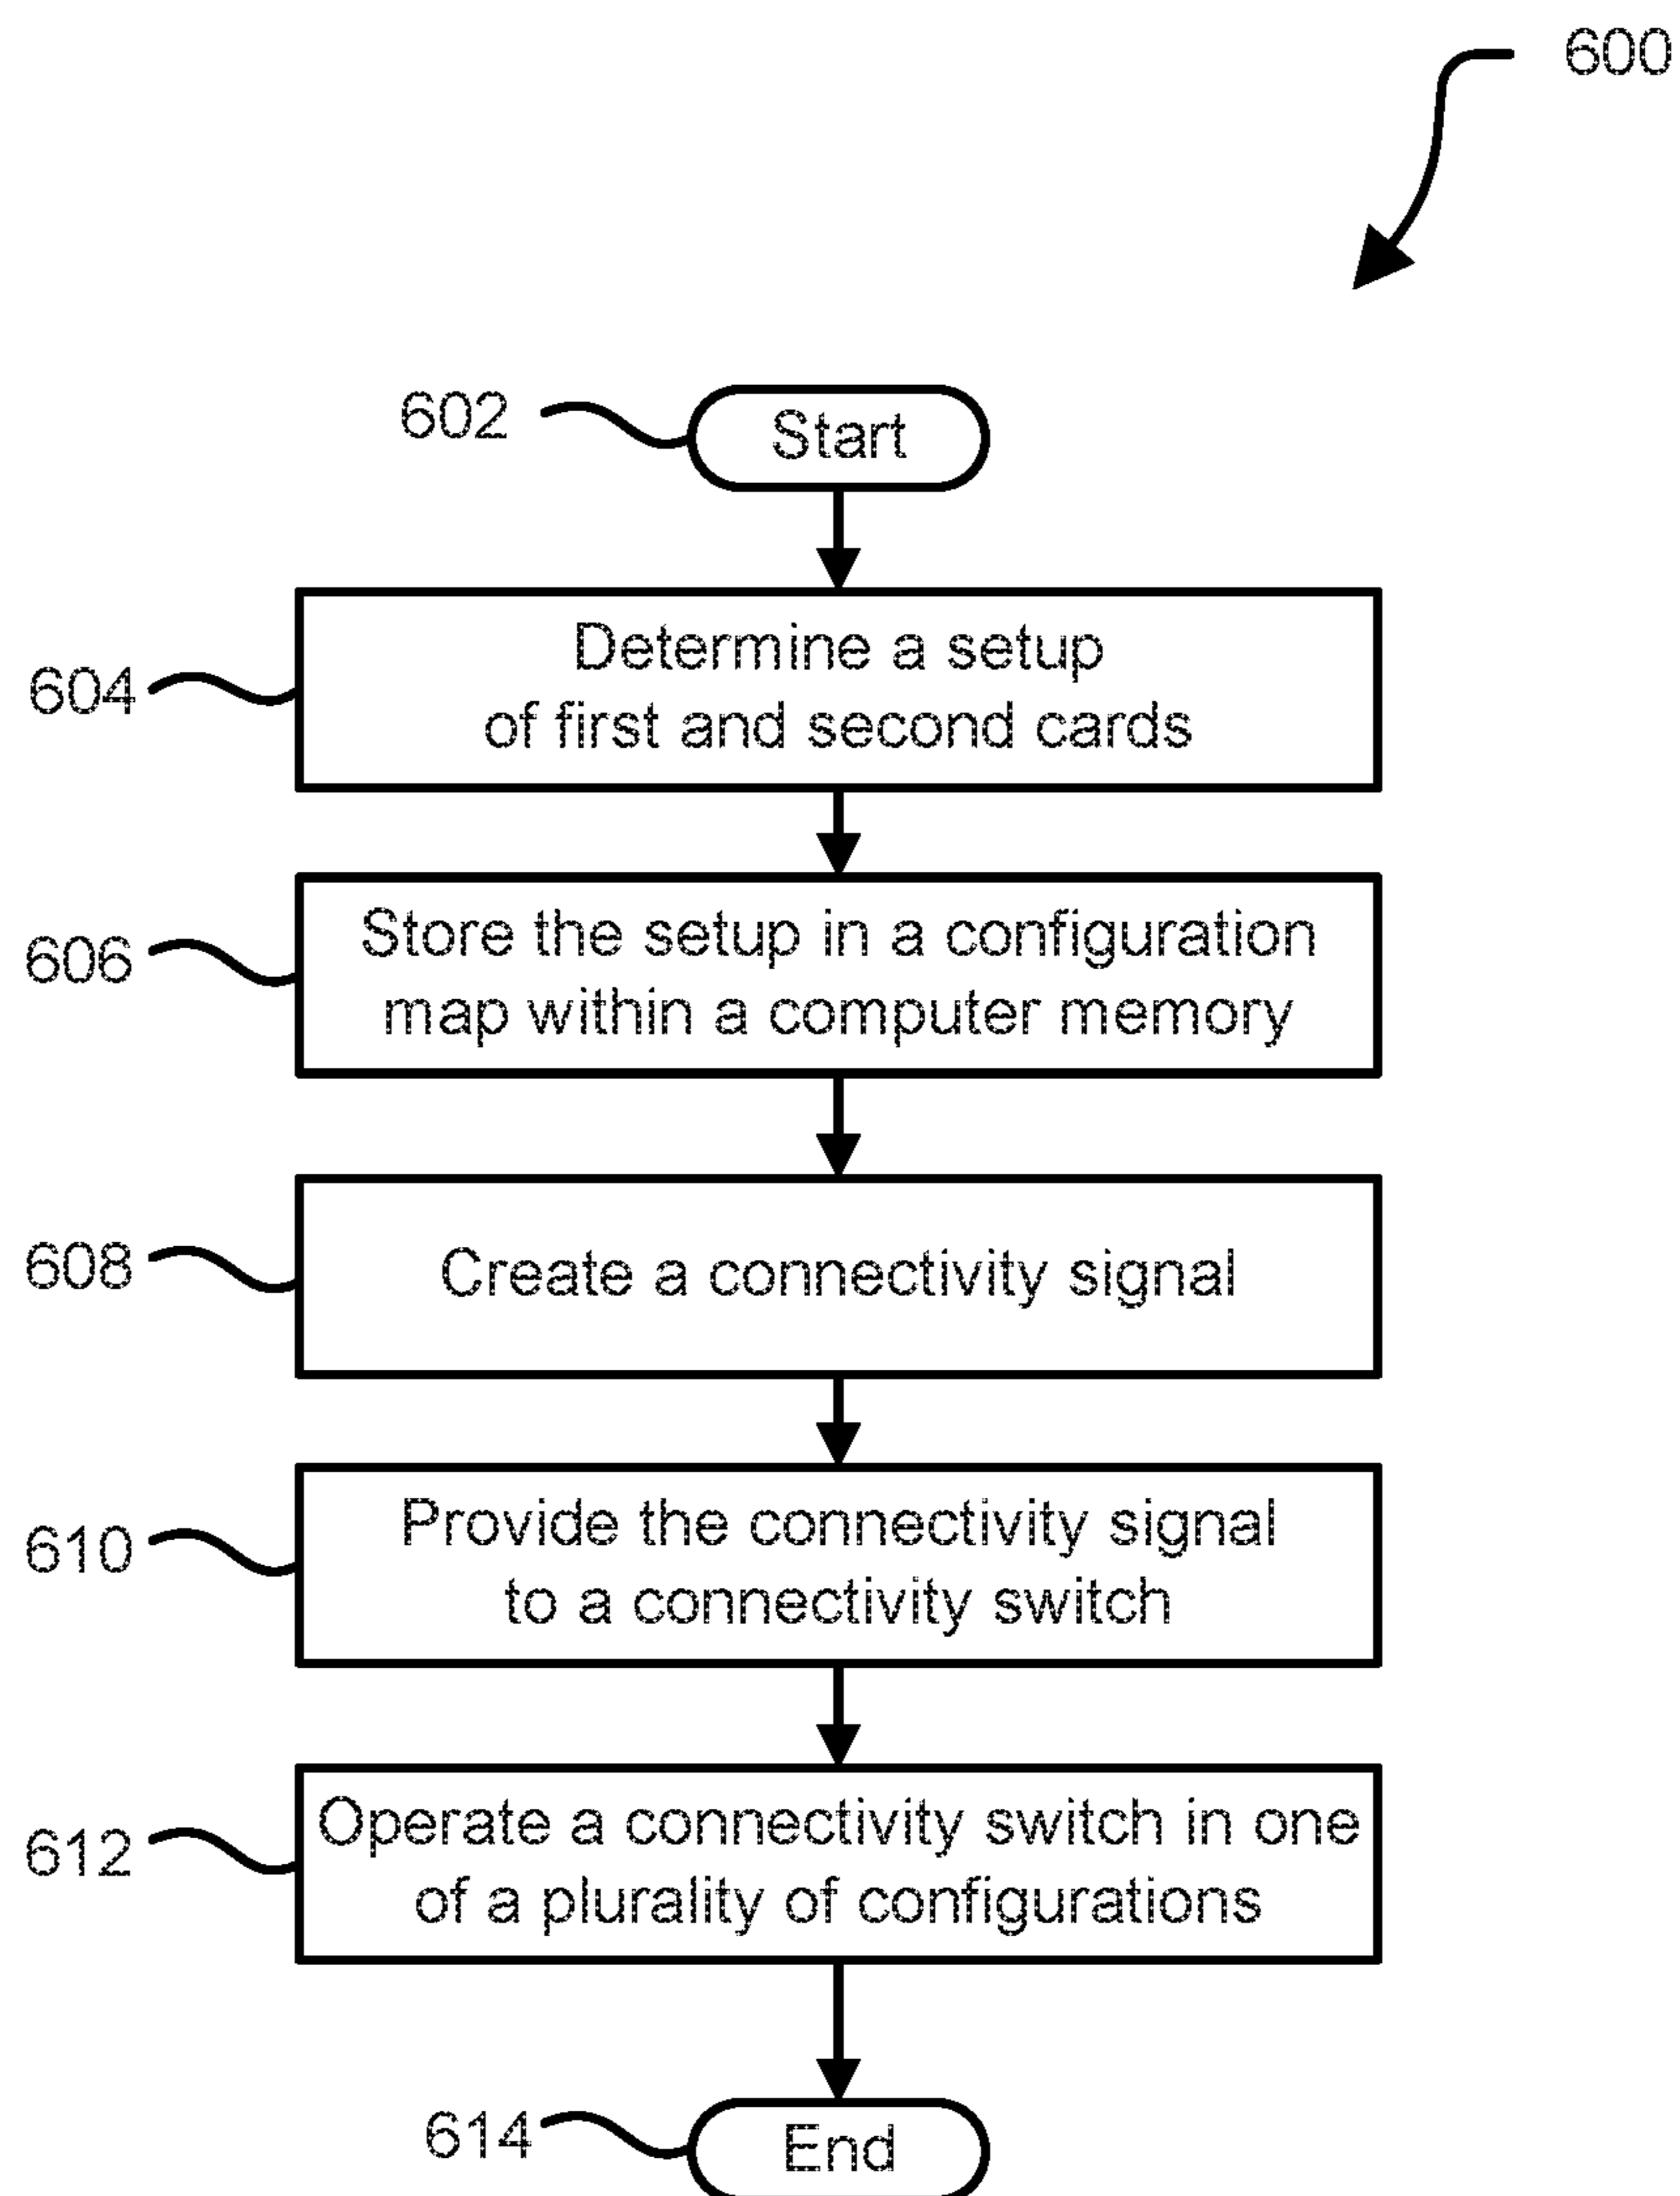 600
602
Start
604
Determine a setup
of first and second cards
606
Store the setup in a configuration
map within a computer memory
608
Create a connectivity signal
610
Provide the connectivity signal
to a connectivity switch
612
Operate a connectivity switch in one
of a plurality of configurations
614
End